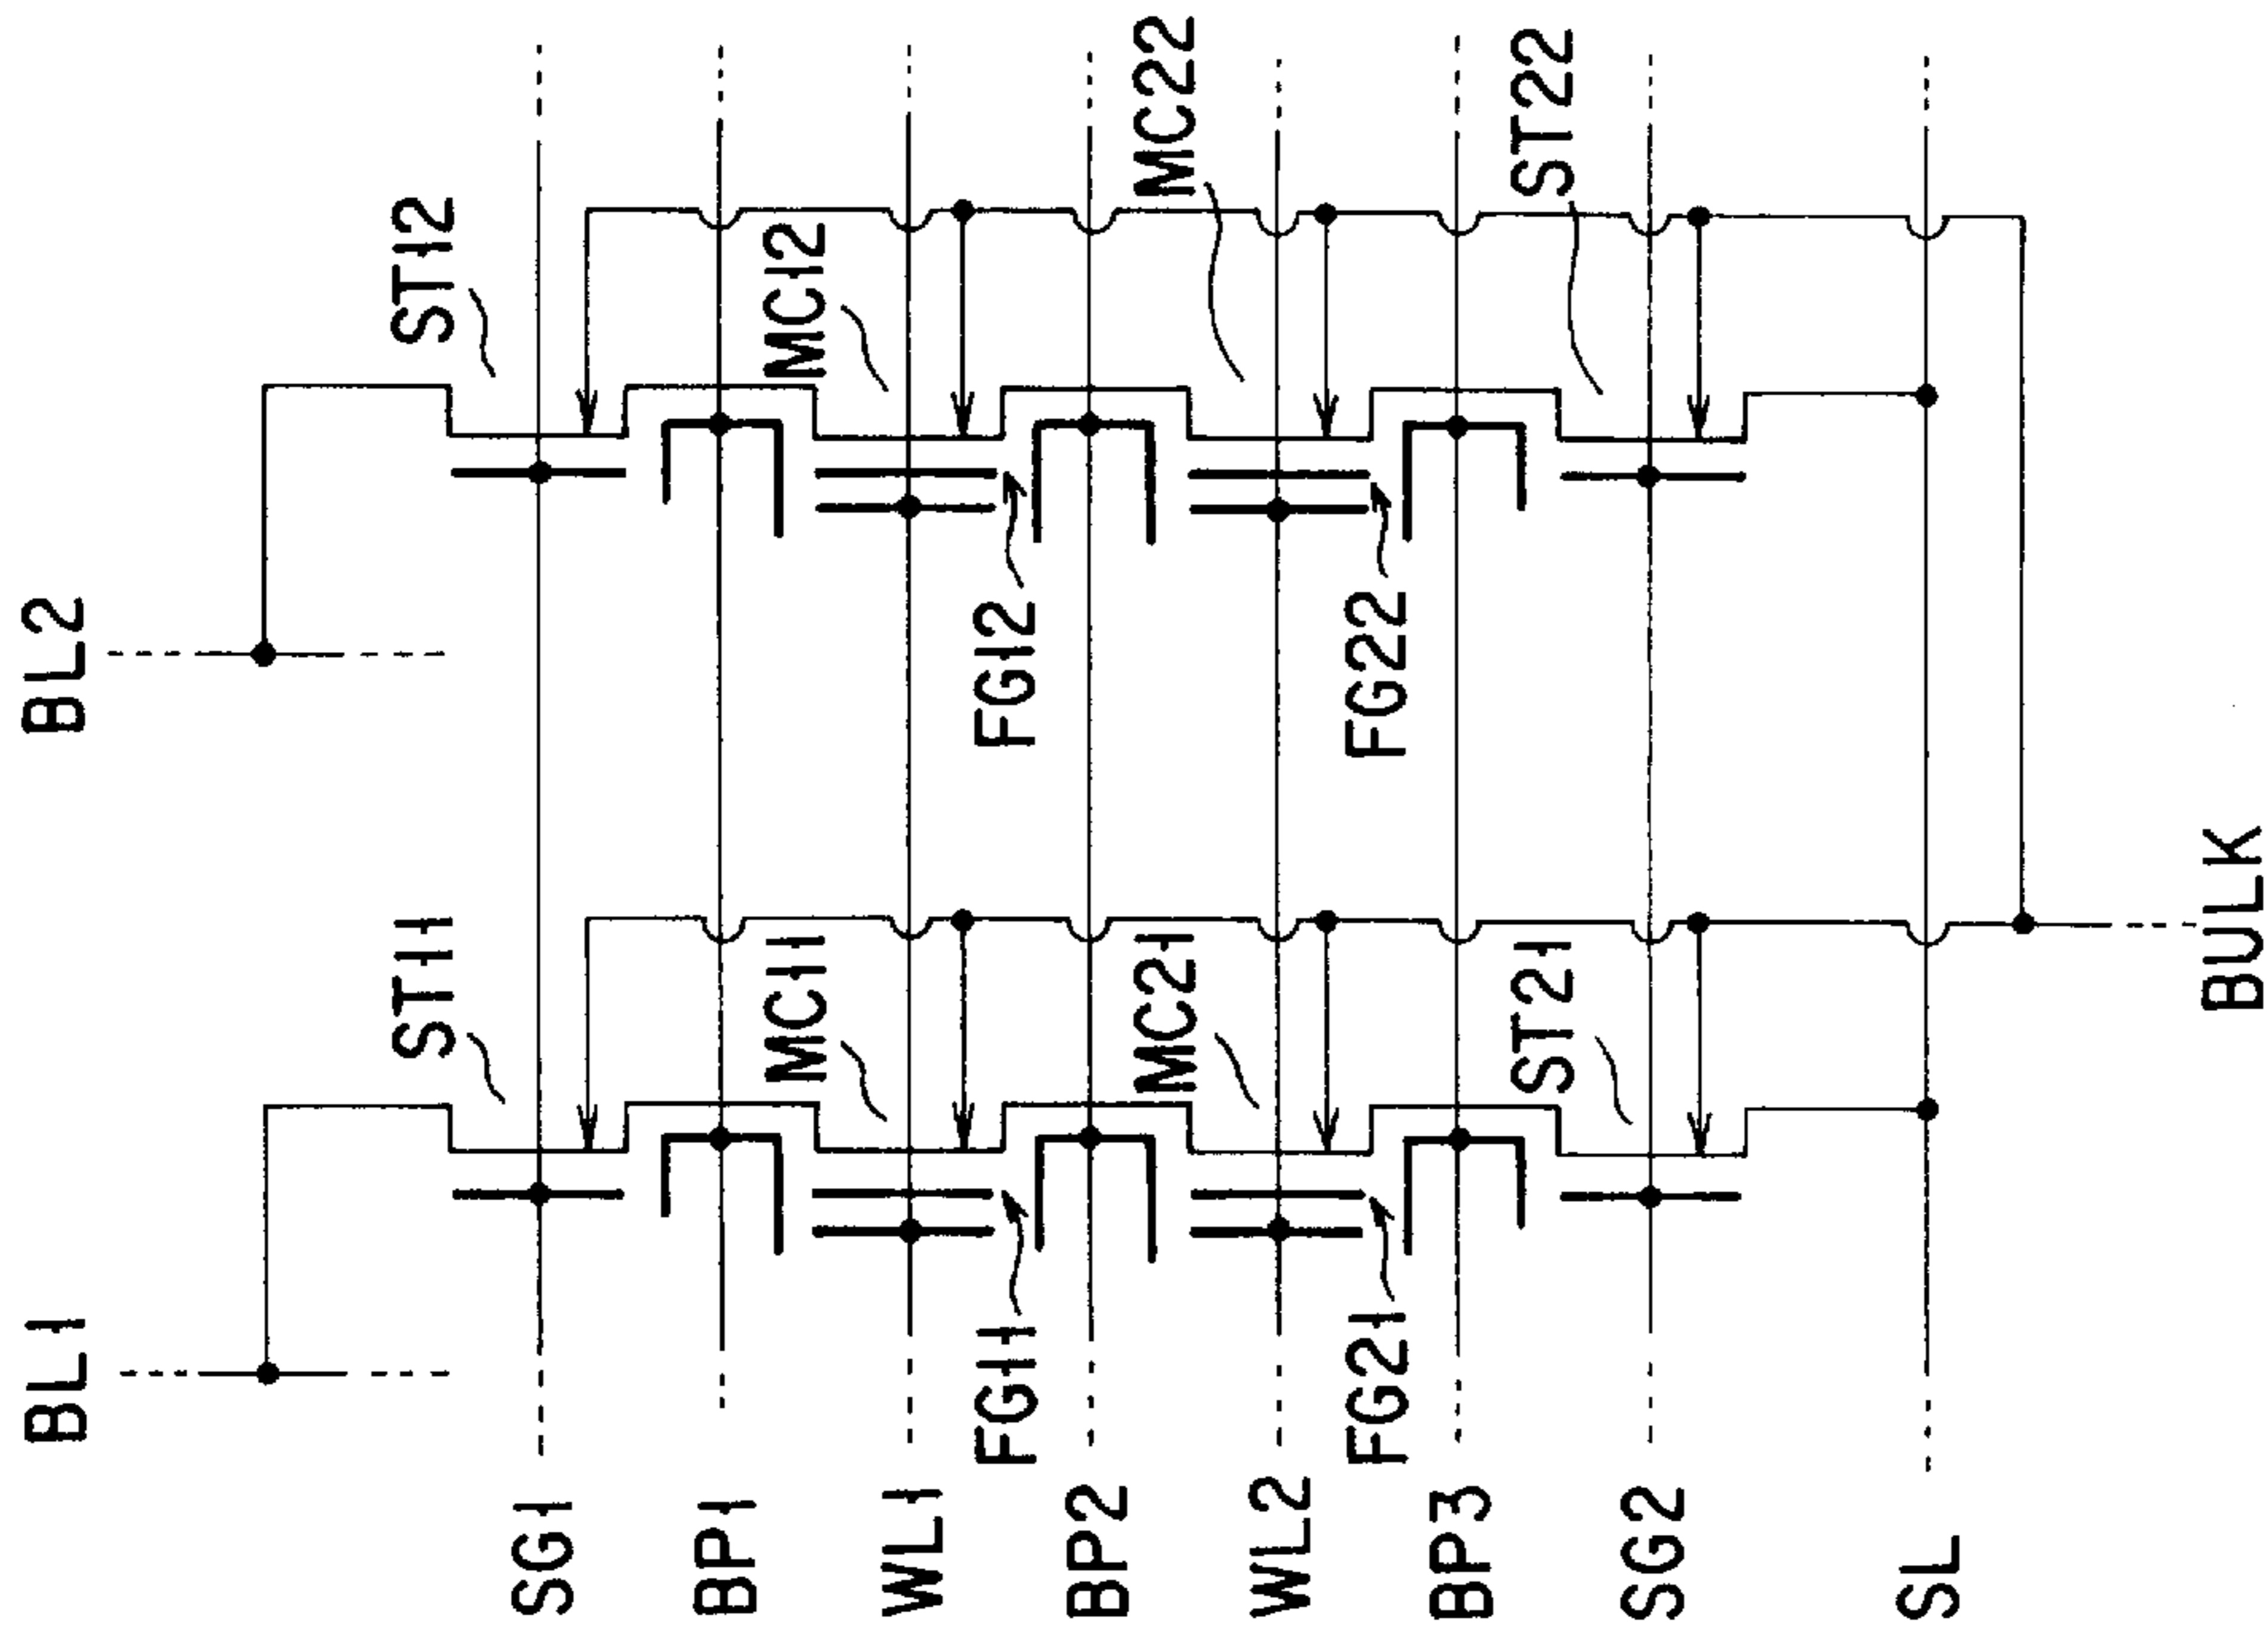 BL1
BL2
ST11
ST12
SG1
BP1
MC11
MC12
WL1
FG11
FG12
BP2
MC21
MC22
WL2
FG21
FG22
BP3
ST21
ST22
SG2
SL
BULK